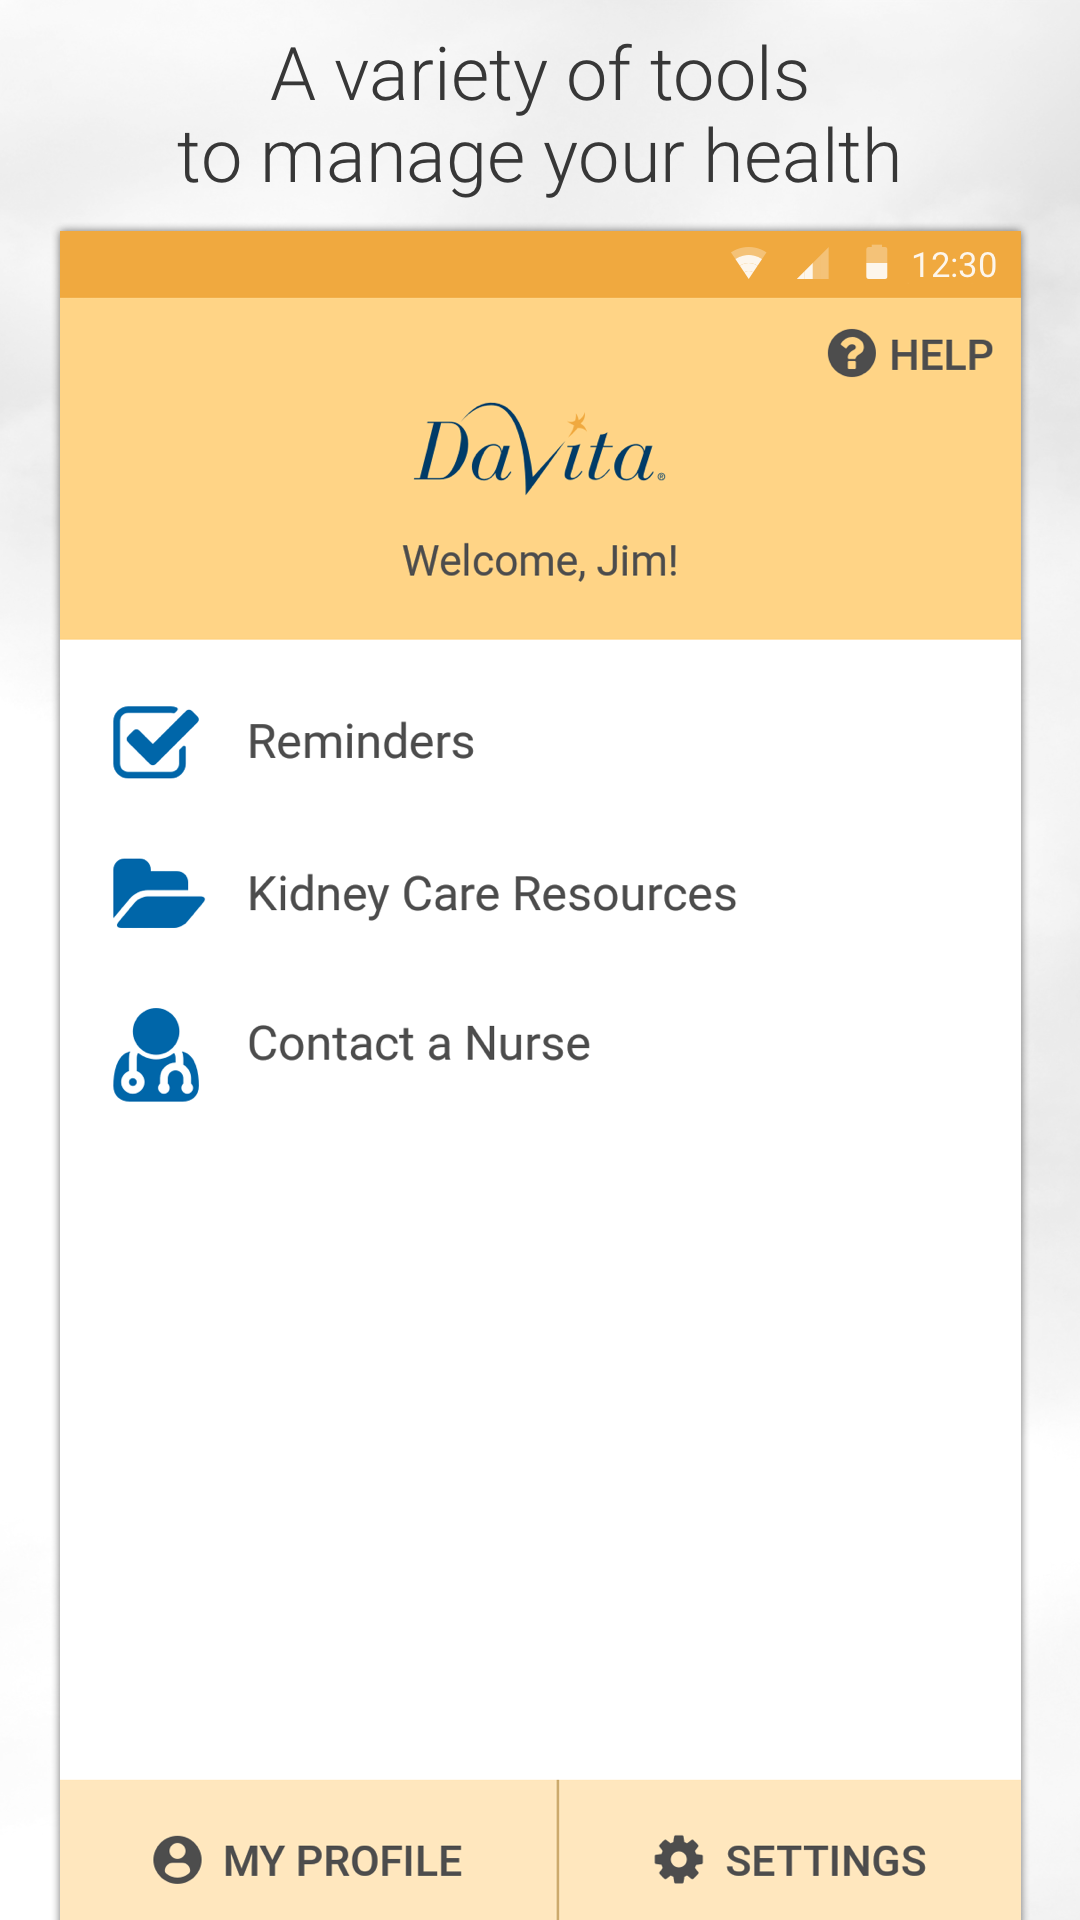 A variety of tools
to manage your health
12:30
HELP
DaVita®
Welcome, Jim!
Reminders
Kidney Care Resources
Contact a Nurse
MY PROFILE
SETTINGS